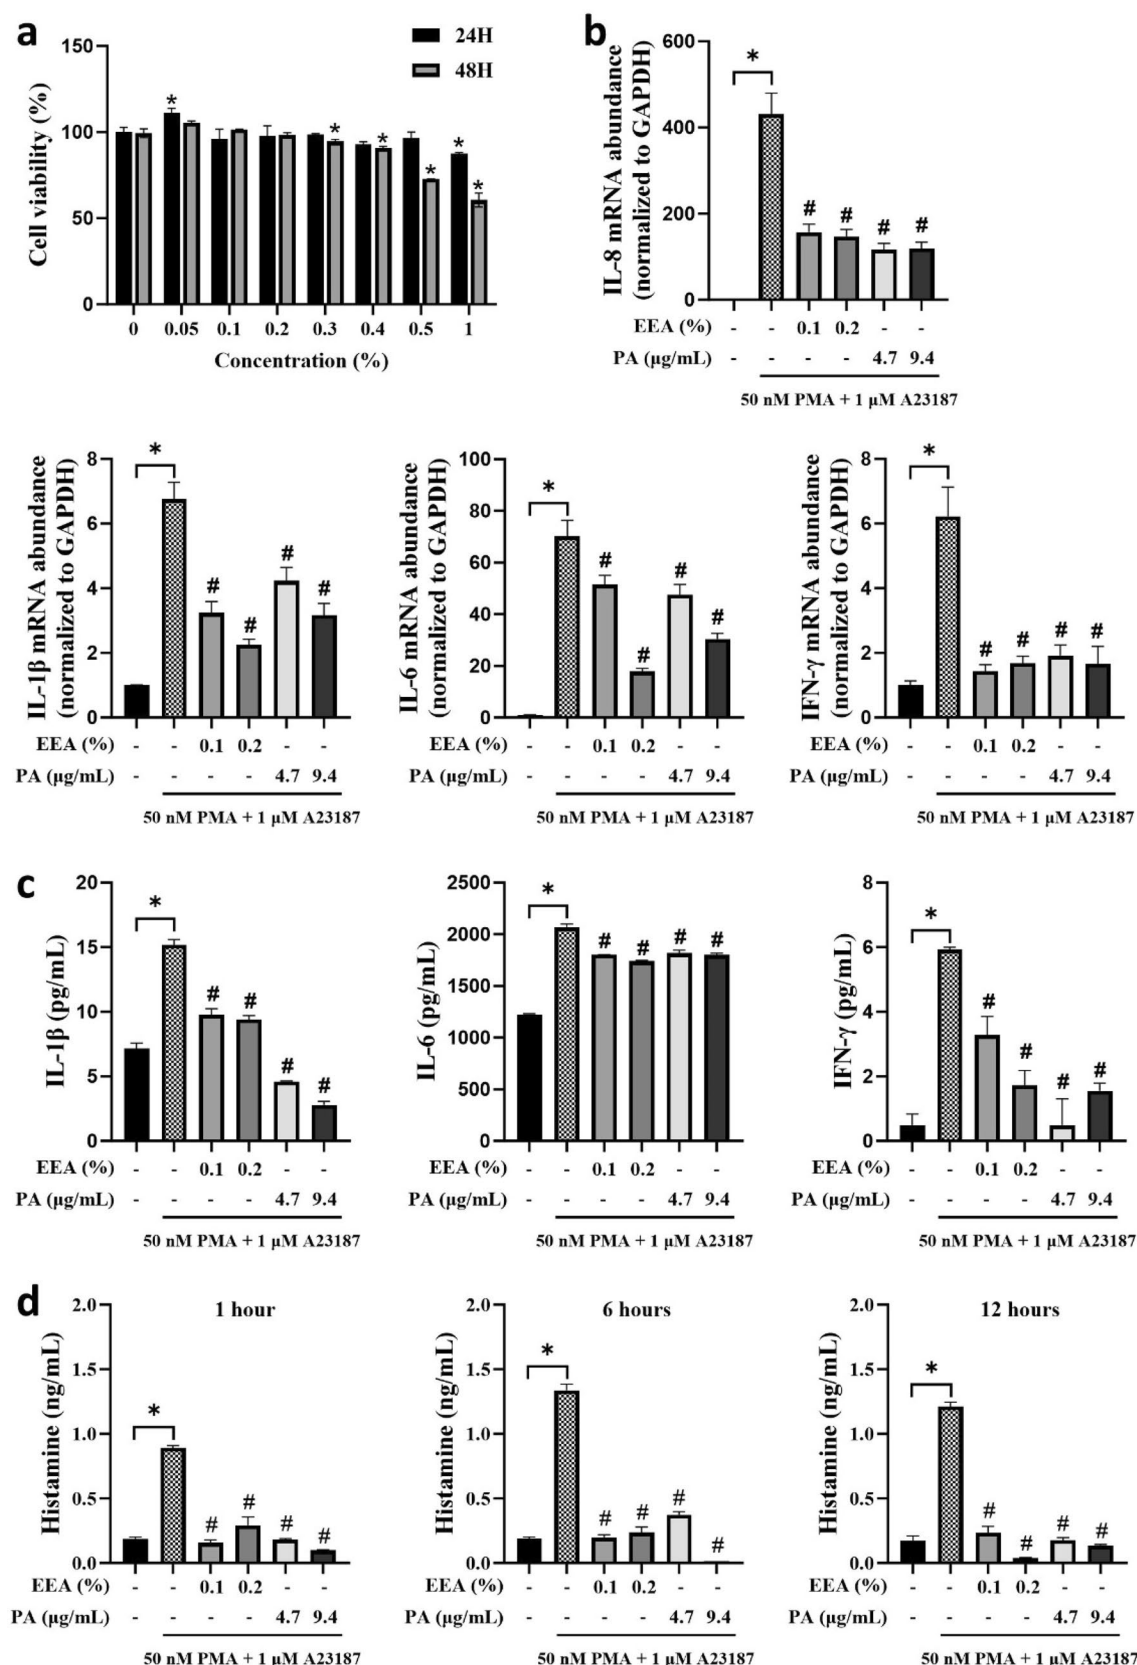 a
150
100
50
0
Cell viability (%)
24H
48H
* * * * * *
0 0.05 0.1 0.2 0.3 0.4 0.5 1
Concentration (%)
b
600
400
200
0
IL-8 mRNA abundance
(normalized to GAPDH)
*
# # # #
EEA (%) - - 0.1 0.2 - -
PA (μg/mL) - - - - 4.7 9.4
50 nM PMA + 1 μM A23187
8
6
4
2
0
IL-1β mRNA abundance
(normalized to GAPDH)
*
# # # #
EEA (%) - - 0.1 0.2 - -
PA (μg/mL) - - - - 4.7 9.4
50 nM PMA + 1 μM A23187
100
80
60
40
20
0
IL-6 mRNA abundance
(normalized to GAPDH)
*
# # # #
EEA (%) - - 0.1 0.2 - -
PA (μg/mL) - - - - 4.7 9.4
50 nM PMA + 1 μM A23187
8
6
4
2
0
IFN-γ mRNA abundance
(normalized to GAPDH)
*
# # # #
EEA (%) - - 0.1 0.2 - -
PA (μg/mL) - - - - 4.7 9.4
50 nM PMA + 1 μM A23187
c
20
15
10
5
0
IL-1β (pg/mL)
*
# # # #
EEA (%) - - 0.1 0.2 - -
PA (μg/mL) - - - - 4.7 9.4
50 nM PMA + 1 μM A23187
2500
2000
1500
1000
500
0
IL-6 (pg/mL)
*
# # # #
EEA (%) - - 0.1 0.2 - -
PA (μg/mL) - - - - 4.7 9.4
50 nM PMA + 1 μM A23187
8
6
4
2
0
IFN-γ (pg/mL)
*
# # # #
EEA (%) - - 0.1 0.2 - -
PA (μg/mL) - - - - 4.7 9.4
50 nM PMA + 1 μM A23187
d
1 hour
2.0
1.5
1.0
0.5
0.0
Histamine (ng/mL)
*
# # # #
EEA (%) - - 0.1 0.2 - -
PA (μg/mL) - - - - 4.7 9.4
50 nM PMA + 1 μM A23187
6 hours
2.0
1.5
1.0
0.5
0.0
Histamine (ng/mL)
*
# # # #
EEA (%) - - 0.1 0.2 - -
PA (μg/mL) - - - - 4.7 9.4
50 nM PMA + 1 μM A23187
12 hours
2.0
1.5
1.0
0.5
0.0
Histamine (ng/mL)
*
# # # #
EEA (%) - - 0.1 0.2 - -
PA (μg/mL) - - - - 4.7 9.4
50 nM PMA + 1 μM A23187